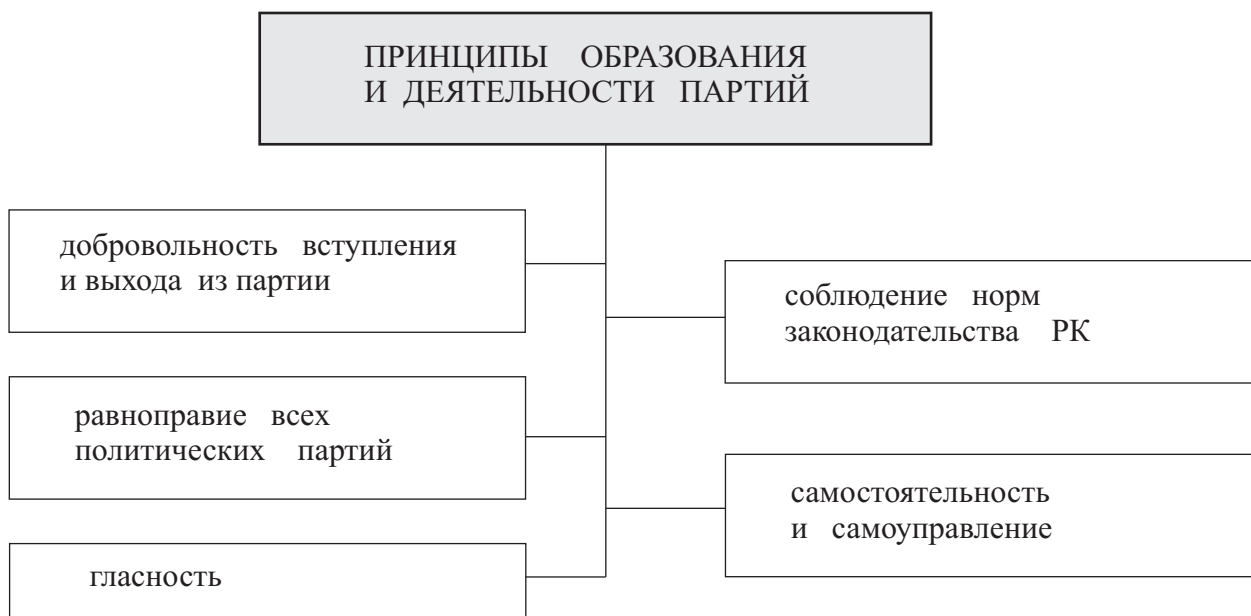 ПРИНЦИПЫ ОБРАЗОВАНИЯ
И ДЕЯТЕЛЬНОСТИ ПАРТИЙ
добровольность вступления
и выхода из партии
соблюдение норм
законодательства РК
равноправие всех
политических партий
самостоятельность
и самоуправление
гласность